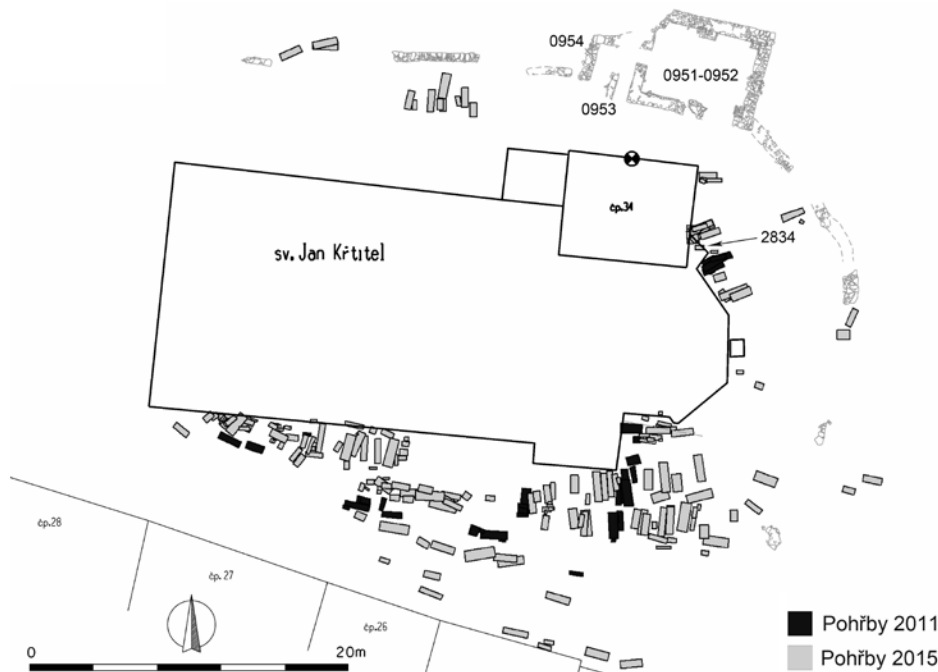 0954
0951-0952
0953
čp.34
2834
sv. Jan Křtitel
čp.28
čp.27
čp.26
0
20m
Pohřby 2011
Pohřby 2015